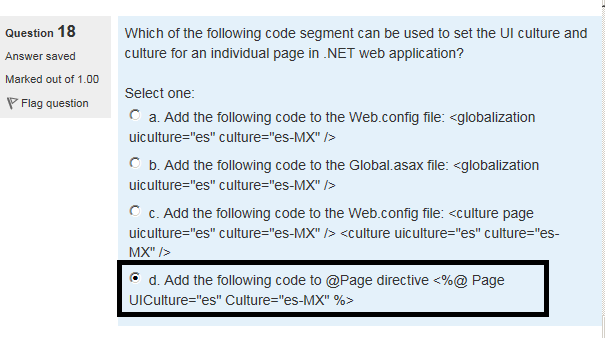 Question 18
Answer saved
Marked out of 1.00
Flag question
Which of the following code segment can be used to set the UI culture and
culture for an individual page in .NET web application?
Select one:
a. Add the following code to the Web.config file: <globalization
uiculture="es" culture="es-MX" />
b. Add the following code to the Global.asax file: <globalization
uiculture="es" culture="es-MX" />
c. Add the following code to the Web.config file: <culture page
uiculture="es" culture="es-MX" /> <culture uiculture="es" culture="es-
MX" />
d. Add the following code to @Page directive <%@ Page
UICulture="es" Culture="es-MX" %>